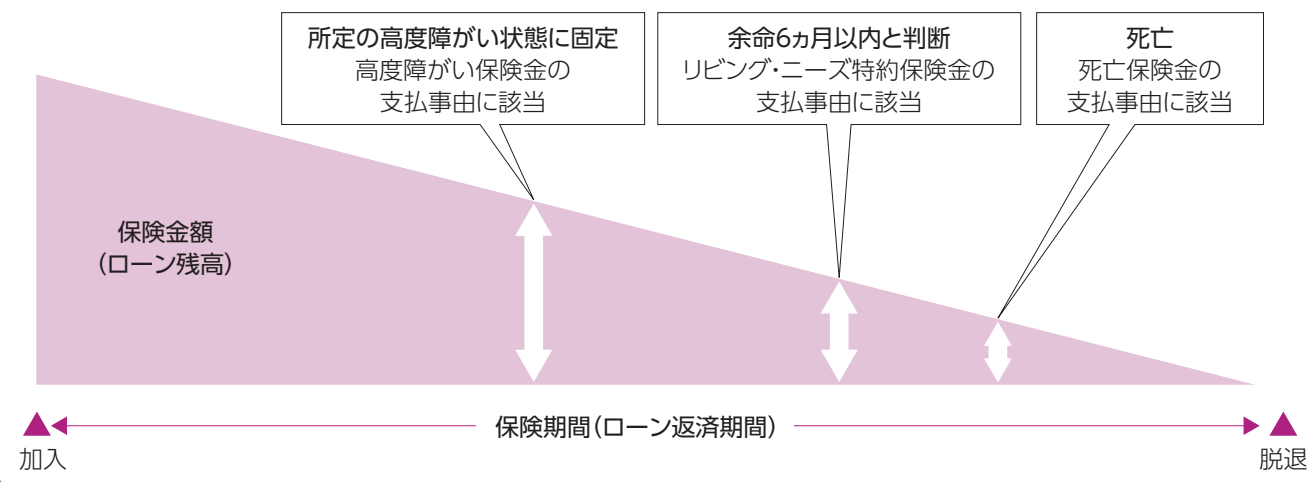 所定の高度障がい状態に固定
高度障がい保険金の
支払事由に該当
余命6ヵ月以内と判断
リビング・ニーズ特約保険金の
支払事由に該当
死亡
死亡保険金の
支払事由に該当
保険金額
(ローン残高)
保険期間(ローン返済期間)
加入
脱退